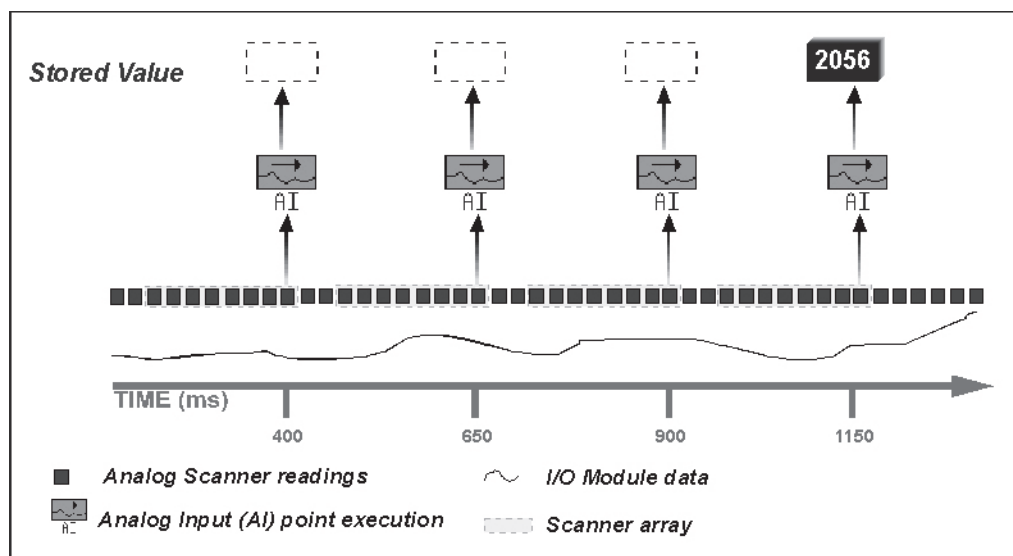 Stored Value
2056
AI AI AI AI
TIME (ms)
400 650 900 1150
Analog Scanner readings
I/O Module data
AI
Analog Input (AI) point execution
Scanner array